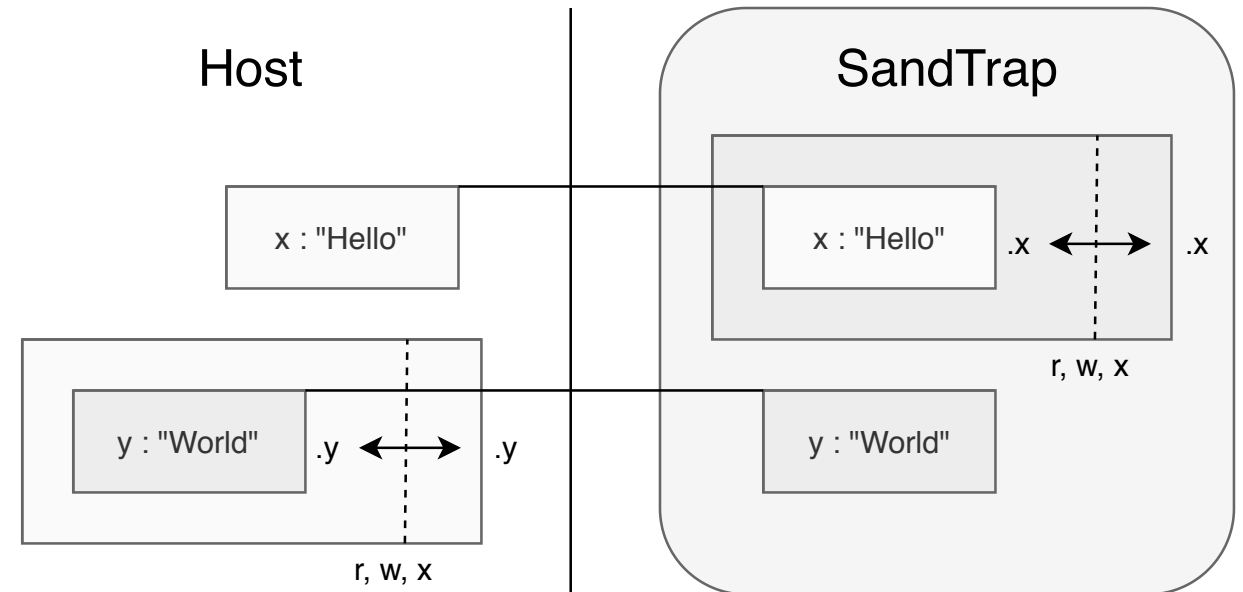 Host
SandTrap
x : "Hello"
x : "Hello"
.x
.x
r, w, x
y : "World"
.y
.y
y : "World"
r, w, x